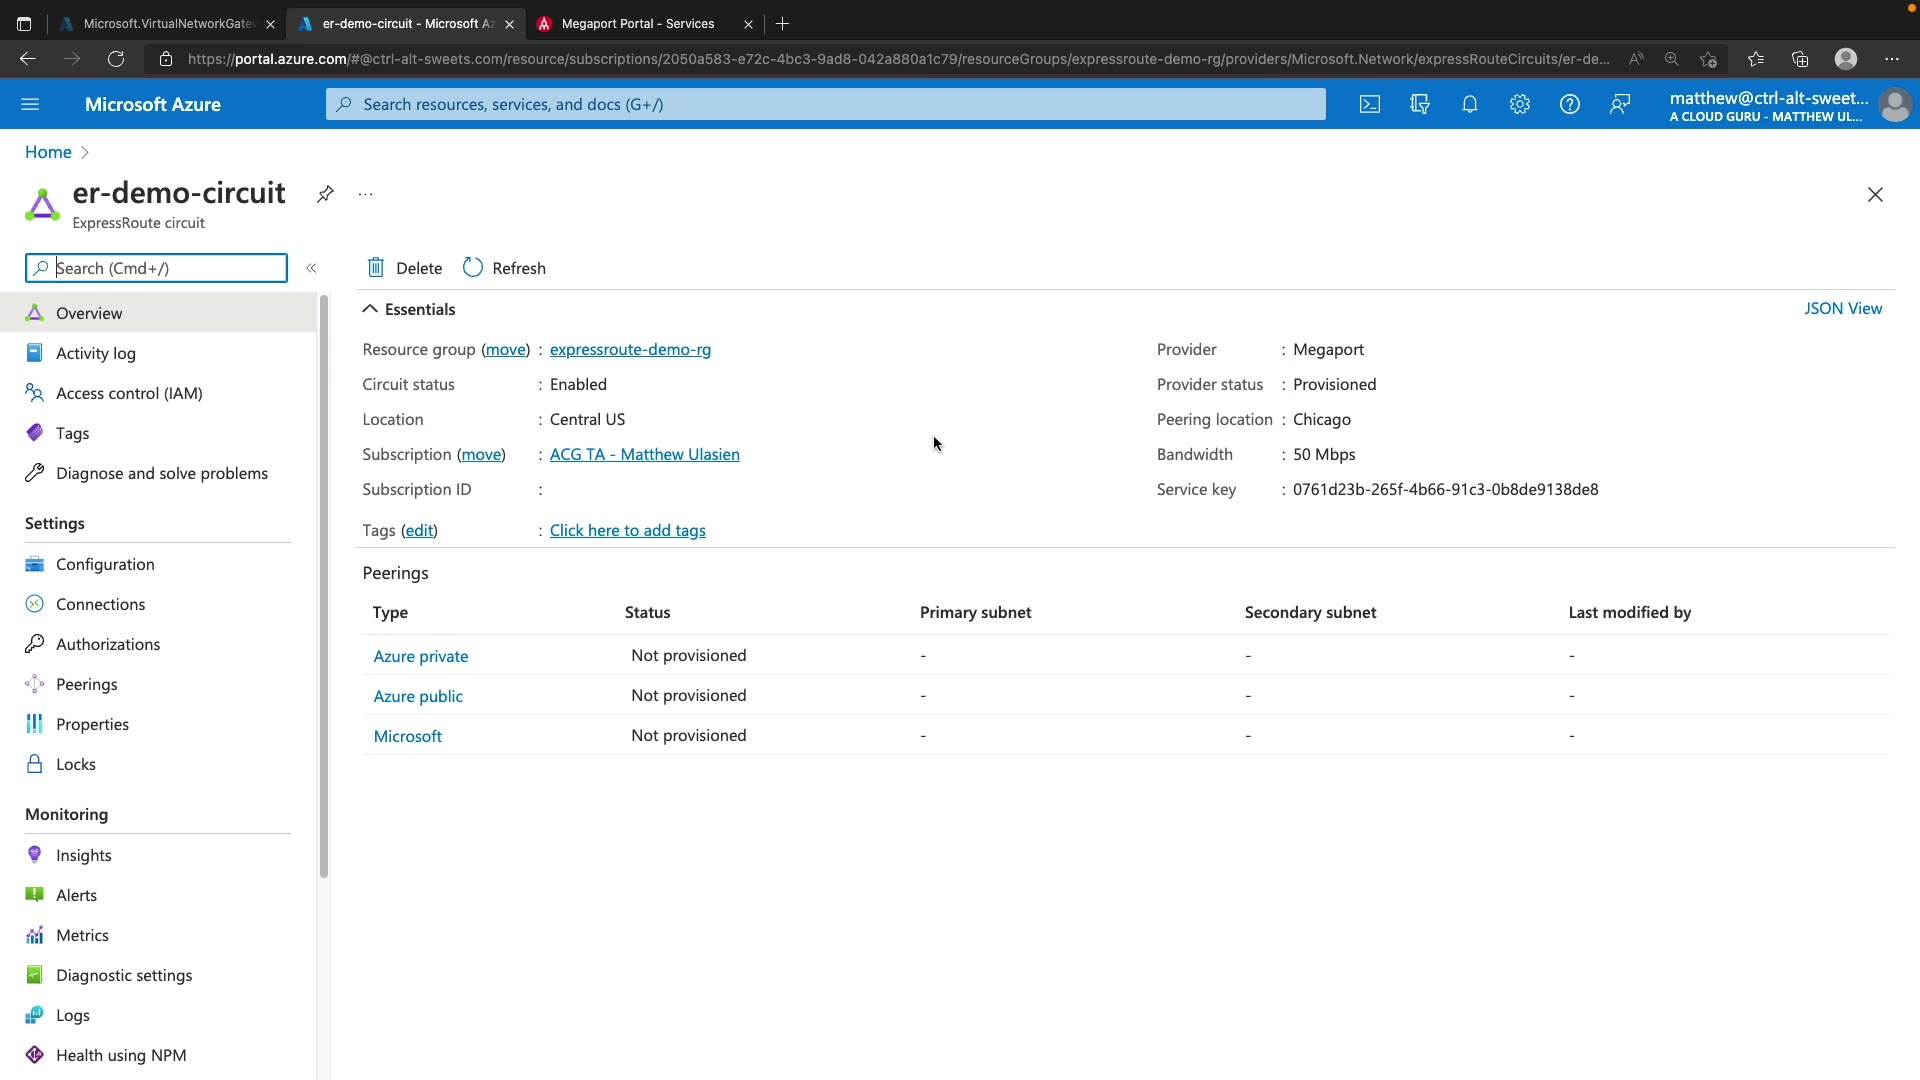 Microsoft.VirtualNetworkGate
er-demo-circuit - Microsoft Az
Megaport Portal - Services
https://portal.azure.com/#@ctrl-alt-sweets.com/resource/subscriptions/2050a583-e72c-4bc3-9ad8-042a880a1c79/resourceGroups/expressroute-demo-rg/providers/Microsoft.Network/expressRouteCircuits/er-de...
Microsoft Azure
Search resources, services, and docs (G+/)
matthew@ctrl-alt-sweet...
A CLOUD GURU - MATTHEW UL...
Home
er-demo-circuit
ExpressRoute circuit
Search (Cmd+/)
Overview
Activity log
Access control (IAM)
Tags
Diagnose and solve problems
Settings
Configuration
Connections
Authorizations
Peerings
Properties
Locks
Monitoring
Insights
Alerts
Metrics
Diagnostic settings
Logs
Health using NPM
Delete Refresh
Essentials JSON View
Resource group (move) : expressroute-demo-rg
Circuit status : Enabled
Location : Central US
Subscription (move) : ACG TA - Matthew Ulasien
Subscription ID :
Tags (edit) : Click here to add tags
Provider : Megaport
Provider status : Provisioned
Peering location : Chicago
Bandwidth : 50 Mbps
Service key : 0761d23b-265f-4b66-91c3-0b8de9138de8
Peerings
Type Status Primary subnet Secondary subnet Last modified by
Azure private Not provisioned - - -
Azure public Not provisioned - - -
Microsoft Not provisioned - - -